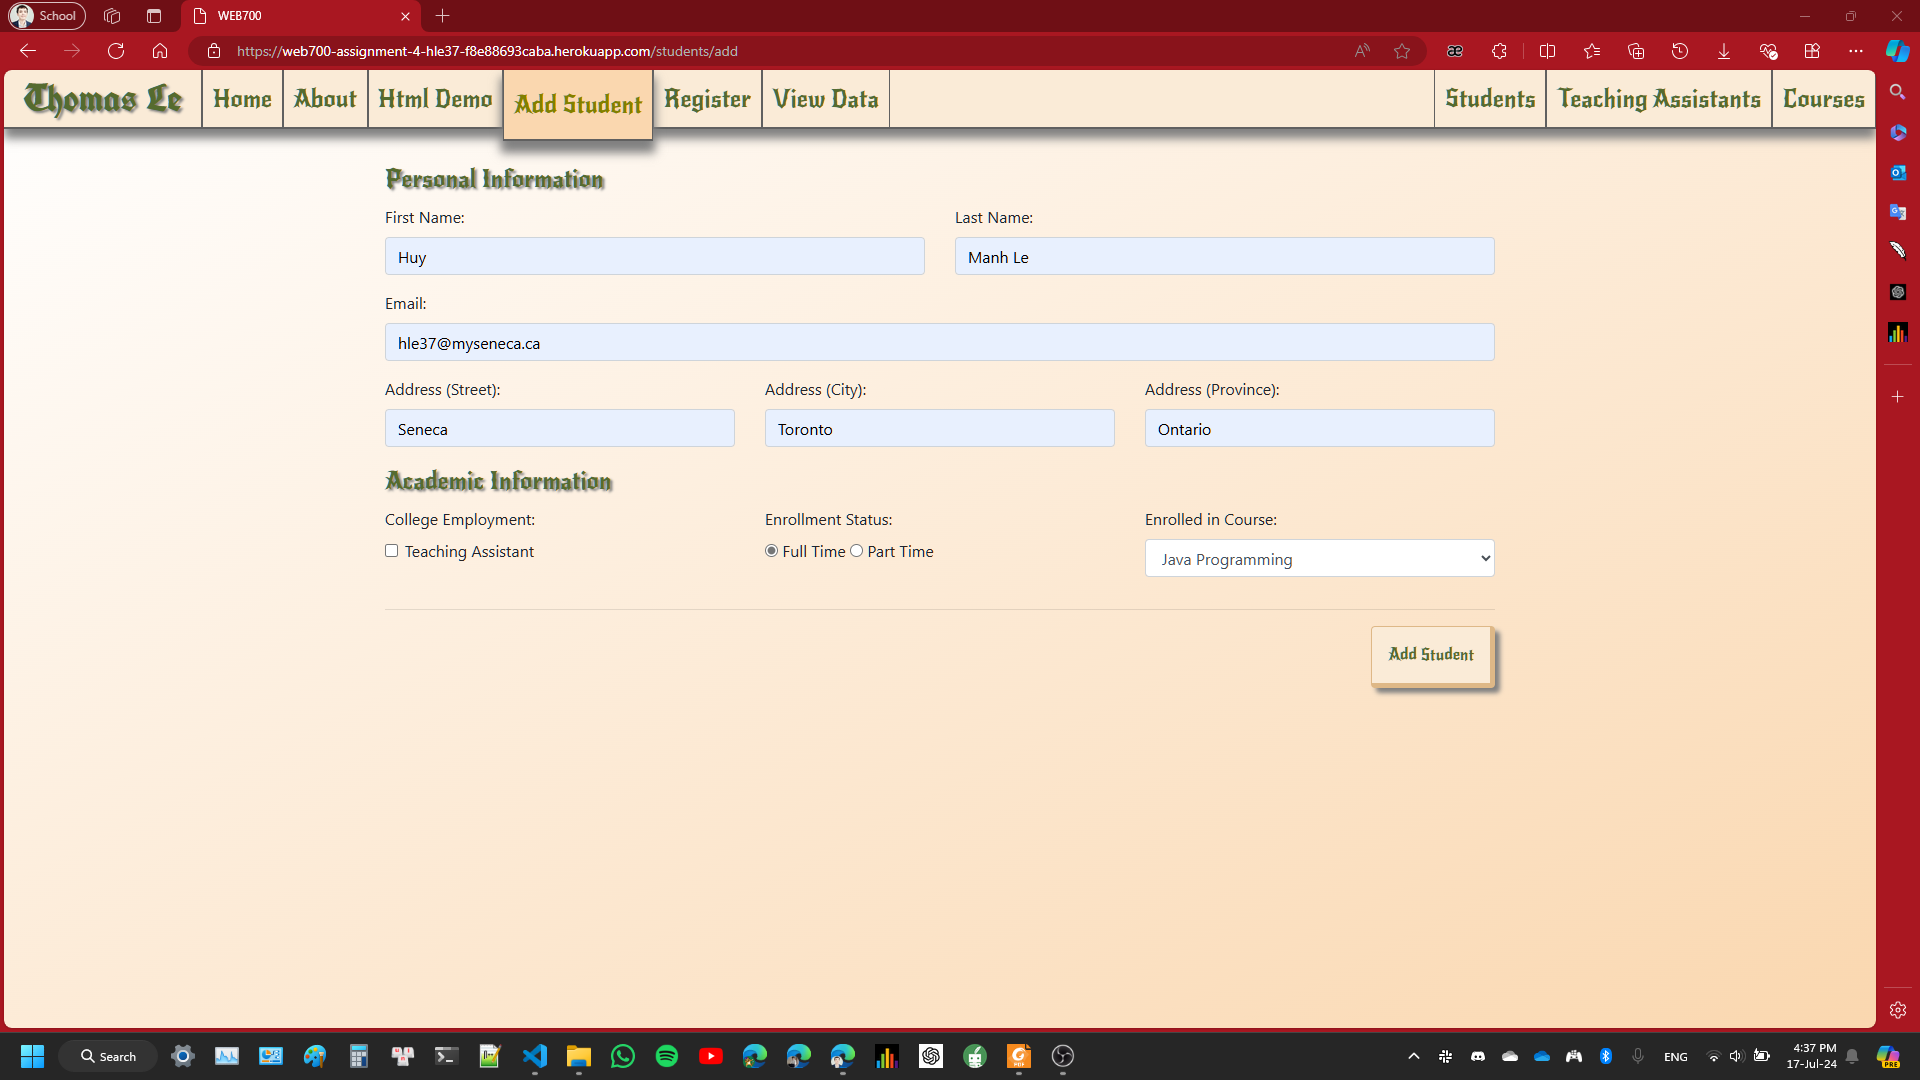 School
WEB700
https://web700-assignment-4-hle37-f8e88693caba.herokuapp.com/students/add
Thomas Le
Home
About
Html Demo
Add Student
Register
View Data
Students
Teaching Assistants
Courses
Personal Information
First Name:
Last Name:
Huy
Manh Le
Email:
hle37@myseneca.ca
Address (Street):
Address (City):
Address (Province):
Seneca
Toronto
Ontario
Academic Information
College Employment:
Enrollment Status:
Enrolled in Course:
Teaching Assistant
Full Time
Part Time
Java Programming
Add Student
Search
ENG
4:37 PM
17-Jul-24